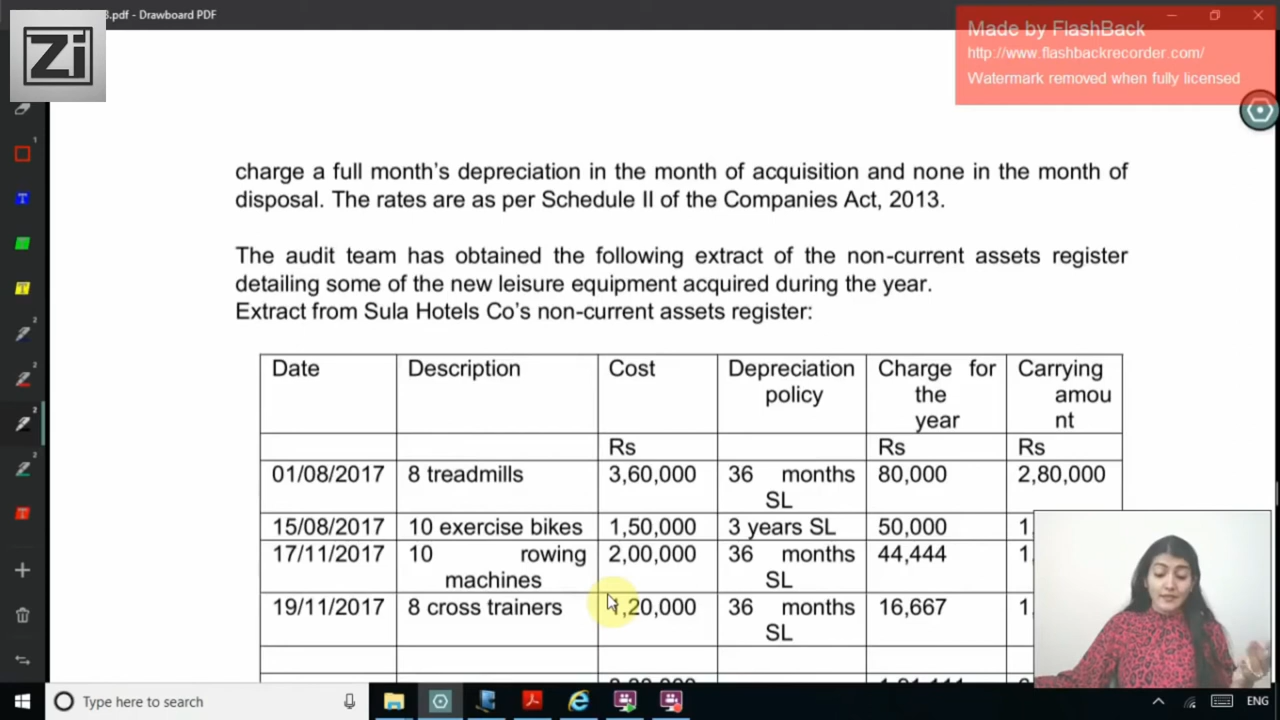 3.pdf - Drawboard PDF
Zi
Made by FlashBack
http://www.flashbackrecorder.com/
Watermark removed when fully licensed
charge a full month's depreciation in the month of acquisition and none in the month of
disposal. The rates are as per Schedule II of the Companies Act, 2013.
The audit team has obtained the following extract of the non-current assets register
detailing some of the new leisure equipment acquired during the year.
Extract from Sula Hotels Co's non-current assets register:
Date Description Cost Depreciation policy Charge for the year Carrying amou nt
Rs Rs Rs
01/08/2017 8 treadmills 3,60,000 36 months SL 80,000 2,80,000
15/08/2017 10 exercise bikes 1,50,000 3 years SL 50,000 1,
17/11/2017 10 rowing machines 2,00,000 36 months SL 44,444 1,
19/11/2017 8 cross trainers 1,20,000 36 months SL 16,667 1,
Type here to search
ENG